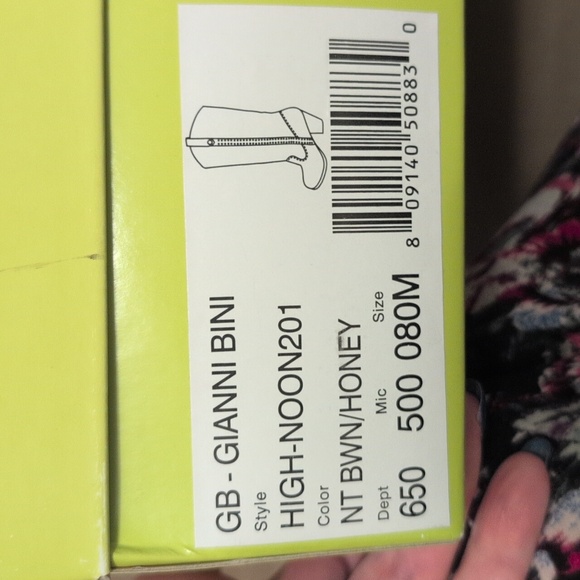 GB - GIANNI BINI
Style
HIGH-NOON201
Color
NT BWN/HONEY
Dept Mic Size
650 500 080M
8 09140 50883 0